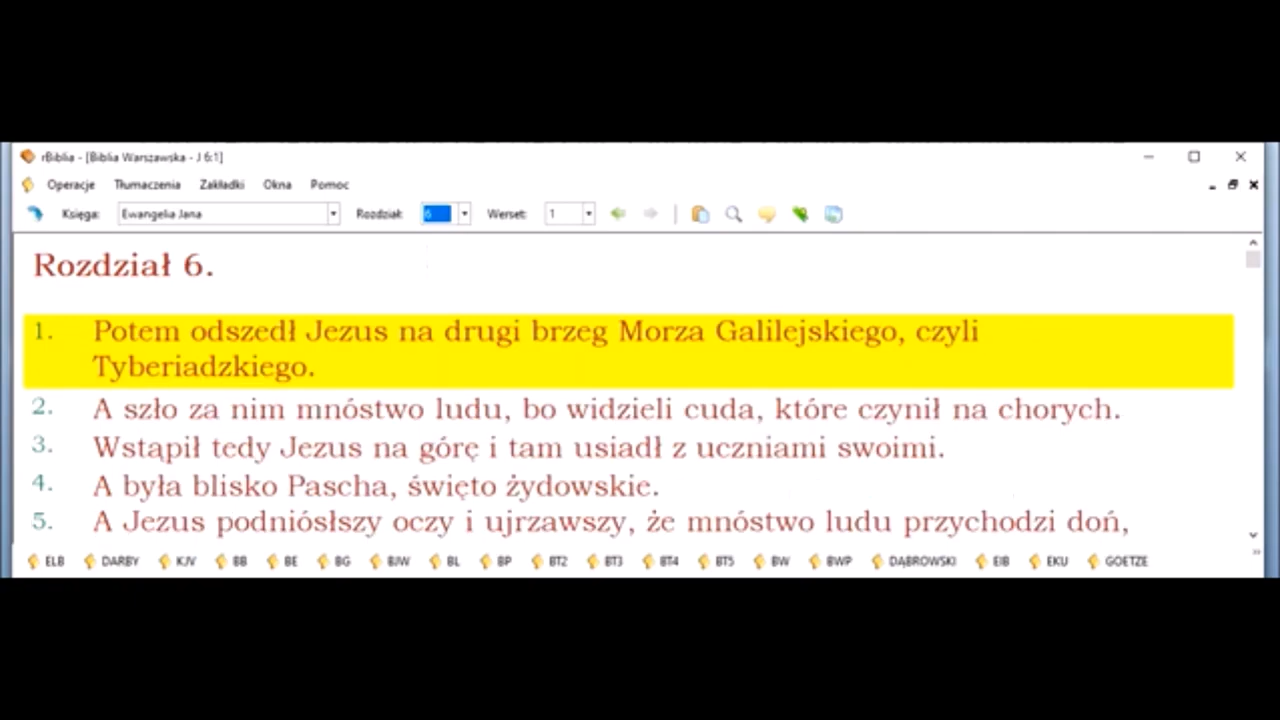 rBiblia - [Biblia Warszawska - J 6:1]
Operacje Tłumaczenia Zakładki Okna Pomoc
Księga: Ewangelia Jana Rozdział: 6 Werset: 1
Rozdział 6.
1. Potem odszedł Jezus na drugi brzeg Morza Galilejskiego, czyli
Tyberiadzkiego.
2. A szło za nim mnóstwo ludu, bo widzieli cuda, które czynił na chorych.
3. Wstąpił tedy Jezus na górę i tam usiadł z uczniami swoimi.
4. A była blisko Pascha, święto żydowskie.
5. A Jezus podniósłszy oczy i ujrzawszy, że mnóstwo ludu przychodzi doń,
ELB DARBY KJV BB BE BG BJW BL BP BT2 BT3 BT4 BT5 BW BWP DĄBROWSKI EIB EKU GOETZE